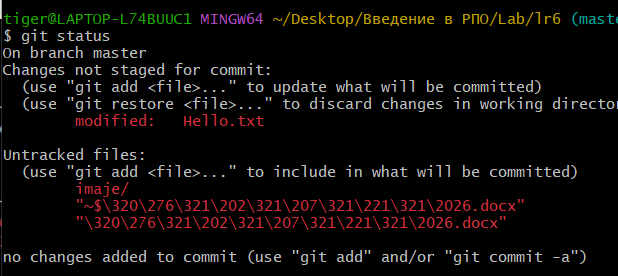 tiger@LAPTOP-L74BUUC1 MINGW64 ~/Desktop/Введение в РПО/Lab/lr6 (maste
$ git status
On branch master
Changes not staged for commit:
  (use "git add <file>..." to update what will be committed)
  (use "git restore <file>..." to discard changes in working director
        modified:   Hello.txt

Untracked files:
  (use "git add <file>..." to include in what will be committed)
        imaje/
        "~$\320\276\321\202\321\207\321\221\321\2026.docx"
        "\320\276\321\202\321\207\321\221\321\2026.docx"

no changes added to commit (use "git add" and/or "git commit -a")